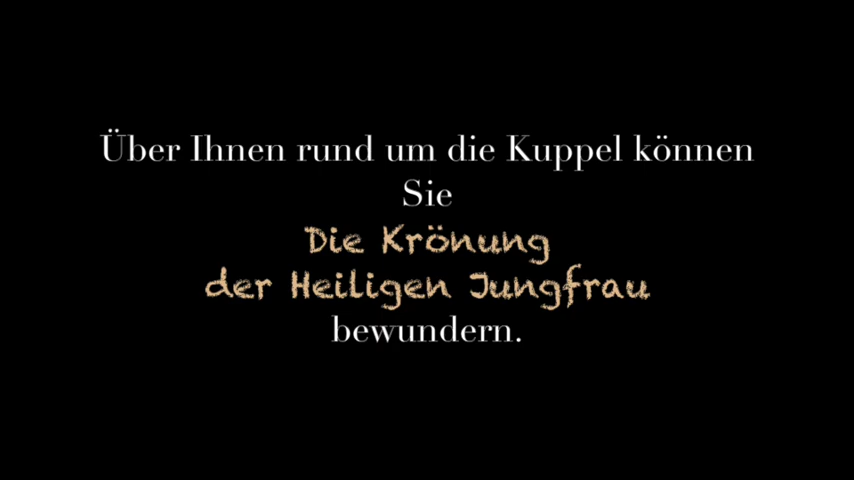 Über Ihnen rund um die Kuppel können
Sie
Die Krönung
der Heiligen Jungfrau
bewundern.